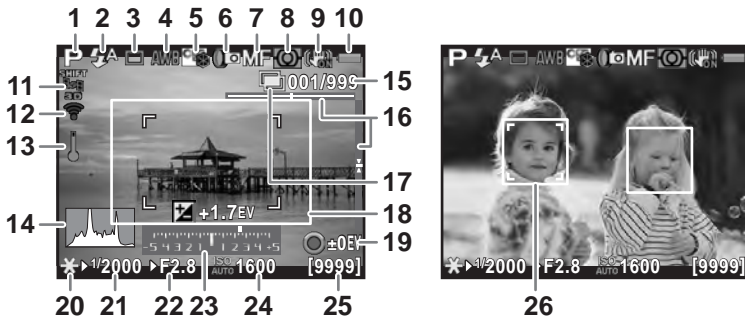 1 2 3 4 5 6 7 8 9 10
P A AWB MF ON
SHIFT
3D
001/999
11
12
13
14
15
16
17
18
19
+1.7EV
-5 4 3 2 1 1 2 3 4 +5
±0EV
1/2000 F2.8 ISO AUTO 1600 [9999]
20 21 22 23 24 25
P A AWB MF ON
1/2000 F2.8 ISO AUTO 1600 [9999]
26